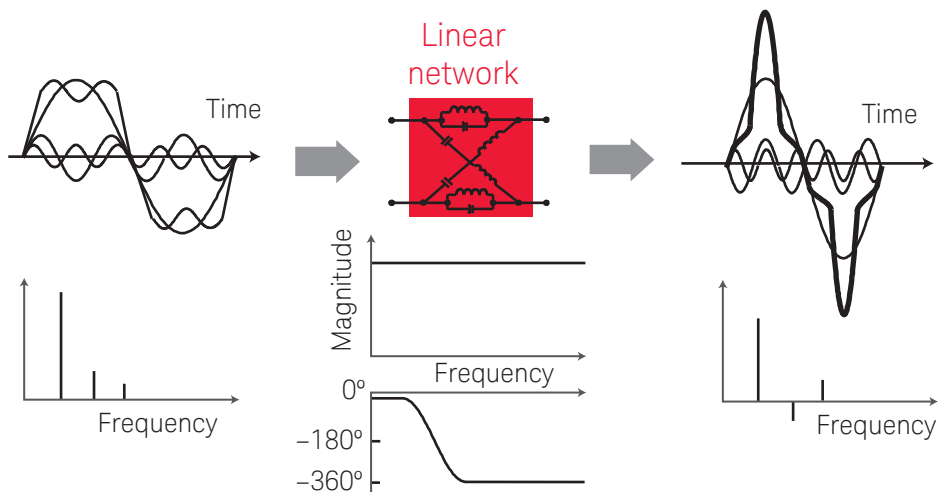 Linear
network
Time
Time
Magnitude
Frequency
Frequency
Frequency
0º
–180º
–360º